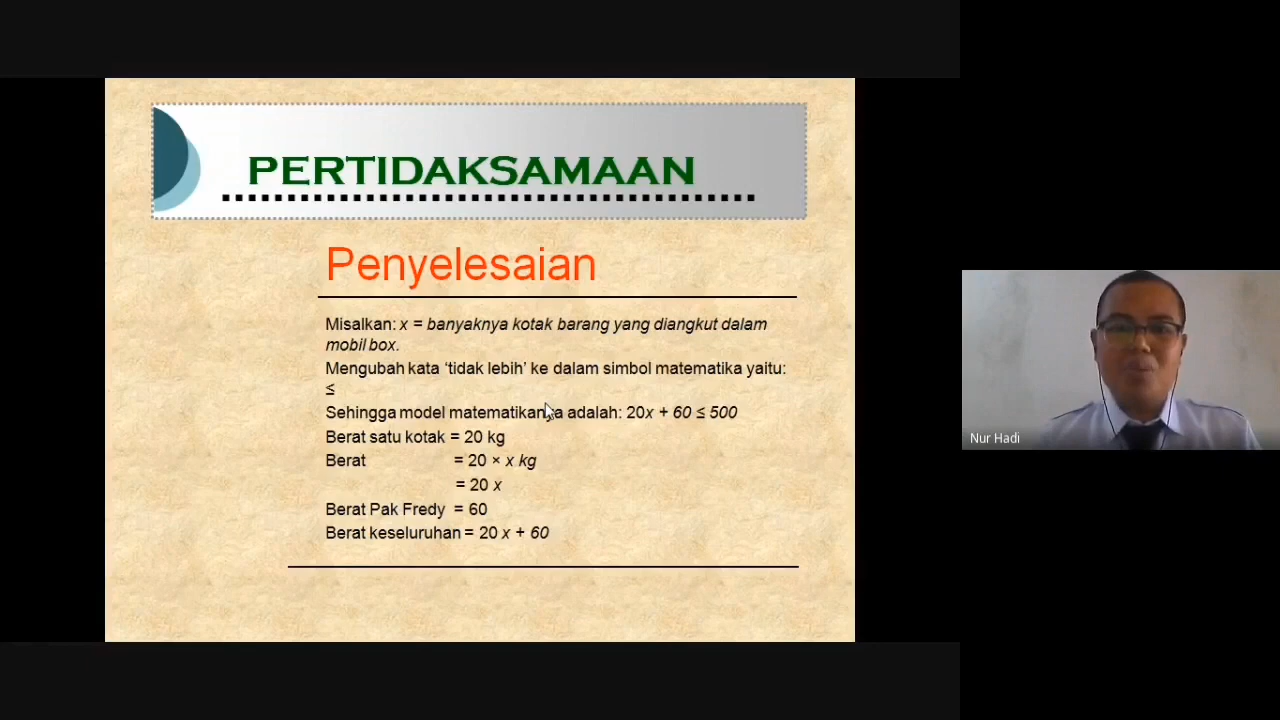 PERTIDAKSAMAAN
Penyelesaian
Misalkan: x = banyaknya kotak barang yang diangkut dalam
mobil box.
Mengubah kata ‘tidak lebih’ ke dalam simbol matematika yaitu:
≤
Sehingga model matematikanya adalah: 20x + 60 ≤ 500
Berat satu kotak = 20 kg
Berat = 20 × x kg
= 20 x
Berat Pak Fredy = 60
Berat keseluruhan = 20 x + 60
Nur Hadi